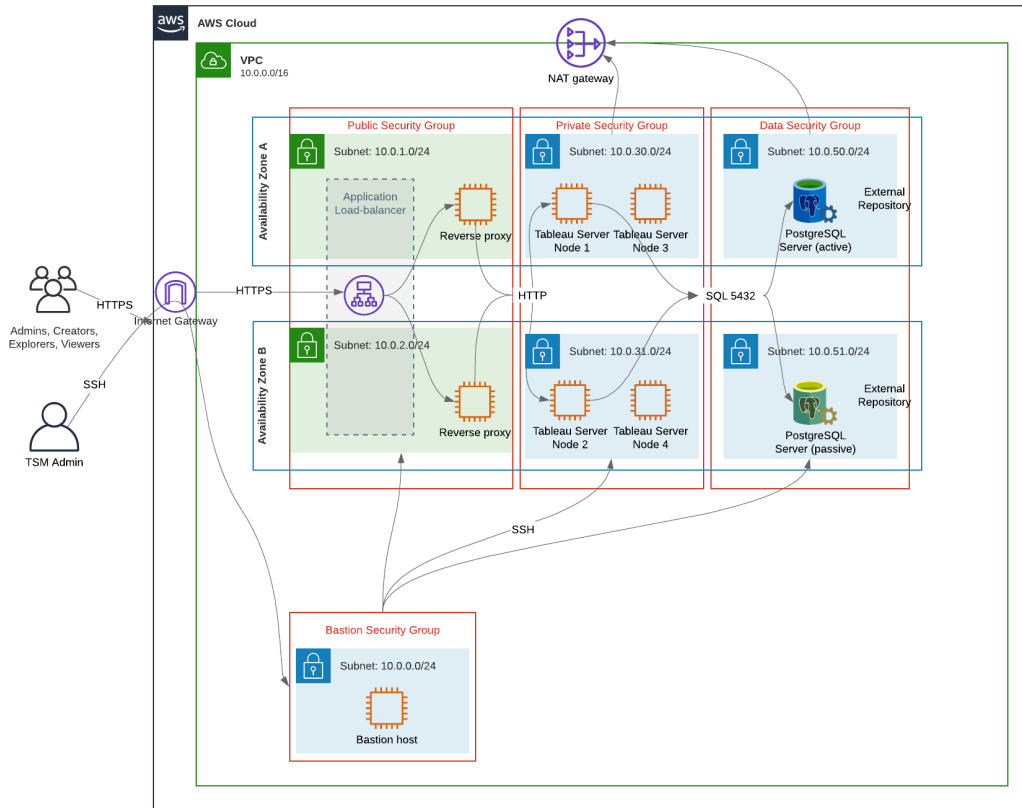 aws
AWS Cloud
VPC
10.0.0.0/16
NAT gateway
Public Security Group
Private Security Group
Data Security Group
Availability Zone A
Subnet: 10.0.1.0/24
Subnet: 10.0.30.0/24
Subnet: 10.0.50.0/24
Application
Load-balancer
Reverse proxy
Tableau Server
Node 1
Tableau Server
Node 3
External
Repository
PostgreSQL
Server (active)
HTTPS
Admins, Creators,
Explorers, Viewers
Internet Gateway
HTTPS
HTTP
SQL 5432
Availability Zone B
Subnet: 10.0.2.0/24
Subnet: 10.0.31.0/24
Subnet: 10.0.51.0/24
Reverse proxy
Tableau Server
Node 2
Tableau Server
Node 4
External
Repository
PostgreSQL
Server (passive)
SSH
TSM Admin
SSH
Bastion Security Group
Subnet: 10.0.0.0/24
Bastion host